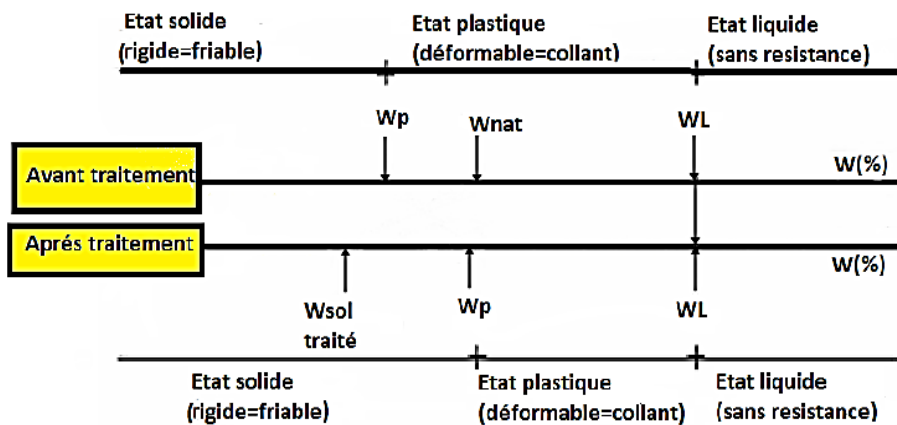 Etat solide
(rigide=friable)
Etat plastique
(déformable=collant)
Etat liquide
(sans resistance)
Wp
Wnat
WL
Avant traitement
W(%)
Aprés traitement
W(%)
Wsol
traité
Wp
WL
Etat solide
(rigide=friable)
Etat plastique
(déformable=collant)
Etat liquide
(sans resistance)